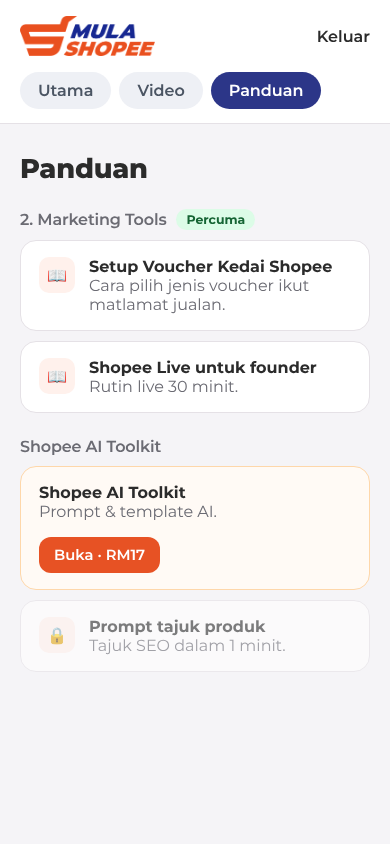 MULA
SHOPEE
Keluar
Utama
Video
Panduan
Panduan
2. Marketing Tools
Percuma
Setup Voucher Kedai Shopee
Cara pilih jenis voucher ikut
matlamat jualan.
Shopee Live untuk founder
Rutin live 30 minit.
Shopee AI Toolkit
Shopee AI Toolkit
Prompt & template AI.
Buka · RM17
Prompt tajuk produk
Tajuk SEO dalam 1 minit.